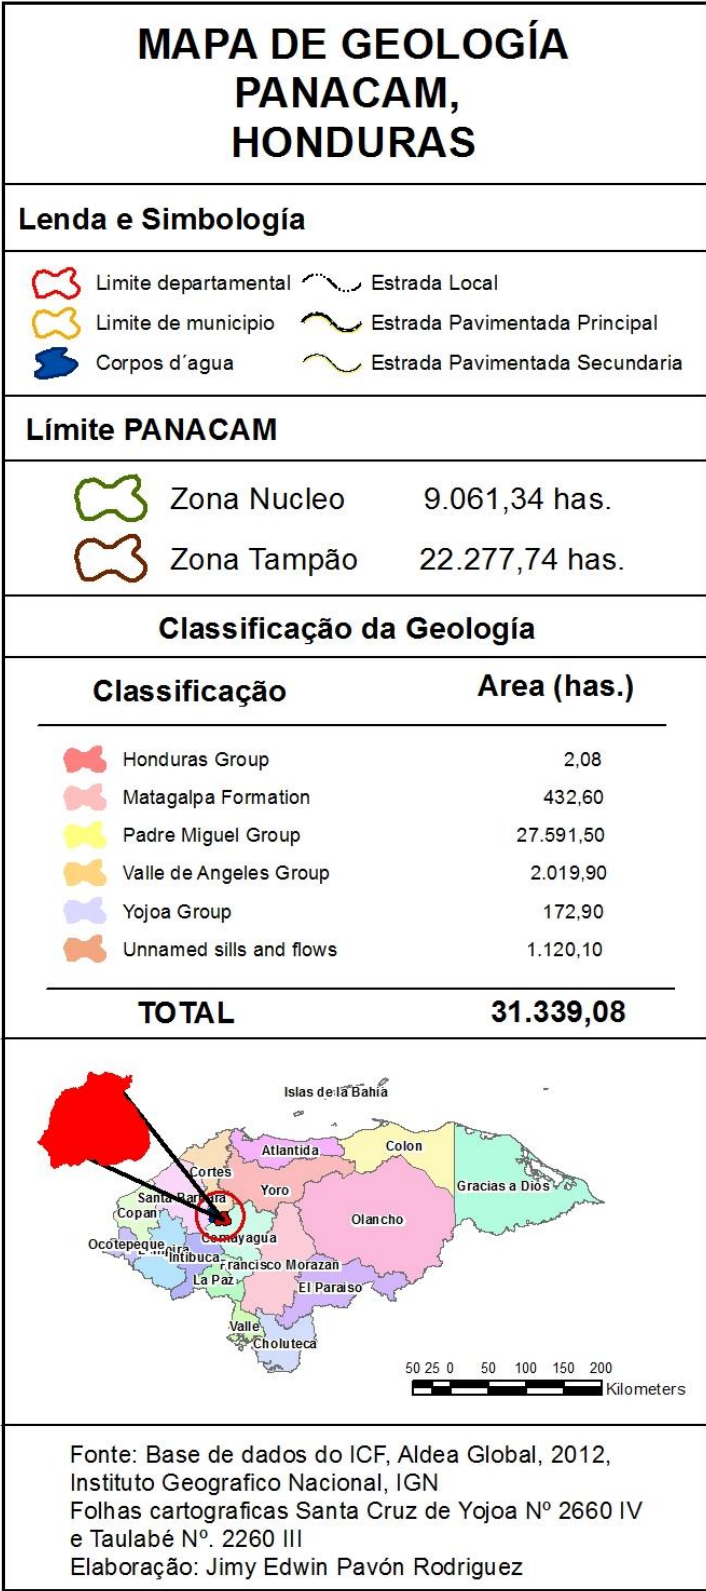 MAPA DE GEOLOGÍA
PANACAM,
HONDURAS
Lenda e Simbología
Limite departamental Estrada Local
Limite de municipio Estrada Pavimentada Principal
Corpos d´agua Estrada Pavimentada Secundaria
Límite PANACAM
Zona Nucleo 9.061,34 has.
Zona Tampão 22.277,74 has.
Classificação da Geología
Classificação Area (has.)
Honduras Group 2,08
Matagalpa Formation 432,60
Padre Miguel Group 27.591,50
Valle de Angeles Group 2.019,90
Yojoa Group 172,90
Unnamed sills and flows 1.120,10
TOTAL 31.339,08
Islas de la Bahía
Atlantida
Colon
Cortes
Gracias a Dios
Yoro
Santa Barbara
Copan
Olancho
Comayagua
Ocotepeque
Intibuca
Francisco Morazan
La Paz
El Paraiso
Valle
Choluteca
50 25 0 50 100 150 200
Kilometers
Fonte: Base de dados do ICF, Aldea Global, 2012,
Instituto Geografico Nacional, IGN
Folhas cartograficas Santa Cruz de Yojoa Nº 2660 IV
e Taulabé Nº. 2260 III
Elaboração: Jimy Edwin Pavón Rodriguez